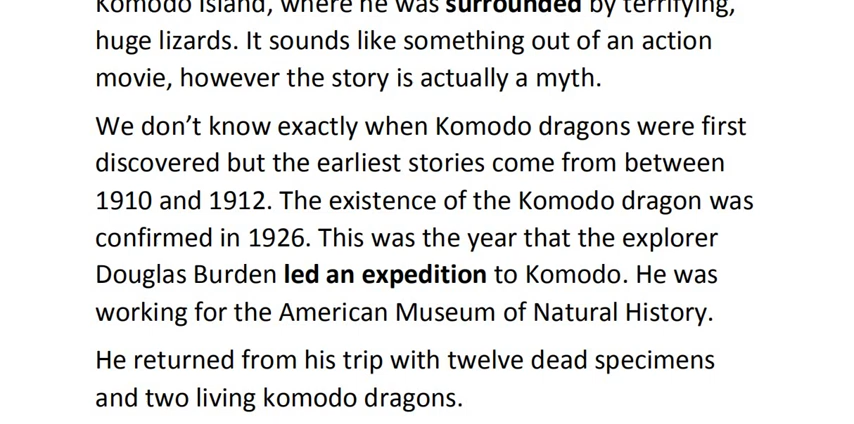 Komodo Island, where he was surrounded by terrifying,
huge lizards. It sounds like something out of an action
movie, however the story is actually a myth.
We don’t know exactly when Komodo dragons were first
discovered but the earliest stories come from between
1910 and 1912. The existence of the Komodo dragon was
confirmed in 1926. This was the year that the explorer
Douglas Burden led an expedition to Komodo. He was
working for the American Museum of Natural History.
He returned from his trip with twelve dead specimens
and two living komodo dragons.